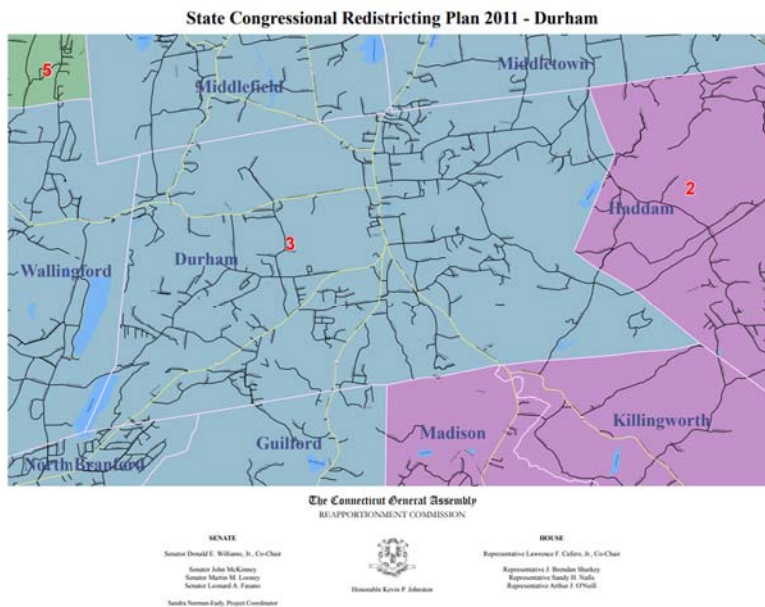 State Congressional Redistricting Plan 2011 - Durham
5
Middlefield
Middletown
2
Haddam
3
Durham
Wallingford
Killingworth
Madison
Guilford
North Branford
The Connecticut General Assembly
REAPPORTIONMENT COMMISSION
SENATE
Senator Donald E. Williams, Jr., Co-Chair
Senator John McKinney
Senator Martin M. Looney
Senator Leonard A. Fasano
Sandra Norman-Eady, Project Coordinator
Honorable Kevin P. Johnston
HOUSE
Representative Lawrence F. Cafero, Jr., Co-Chair
Representative J. Brendan Sharkey
Representative Sandy H. Nafis
Representative Arthur J. O'Neill